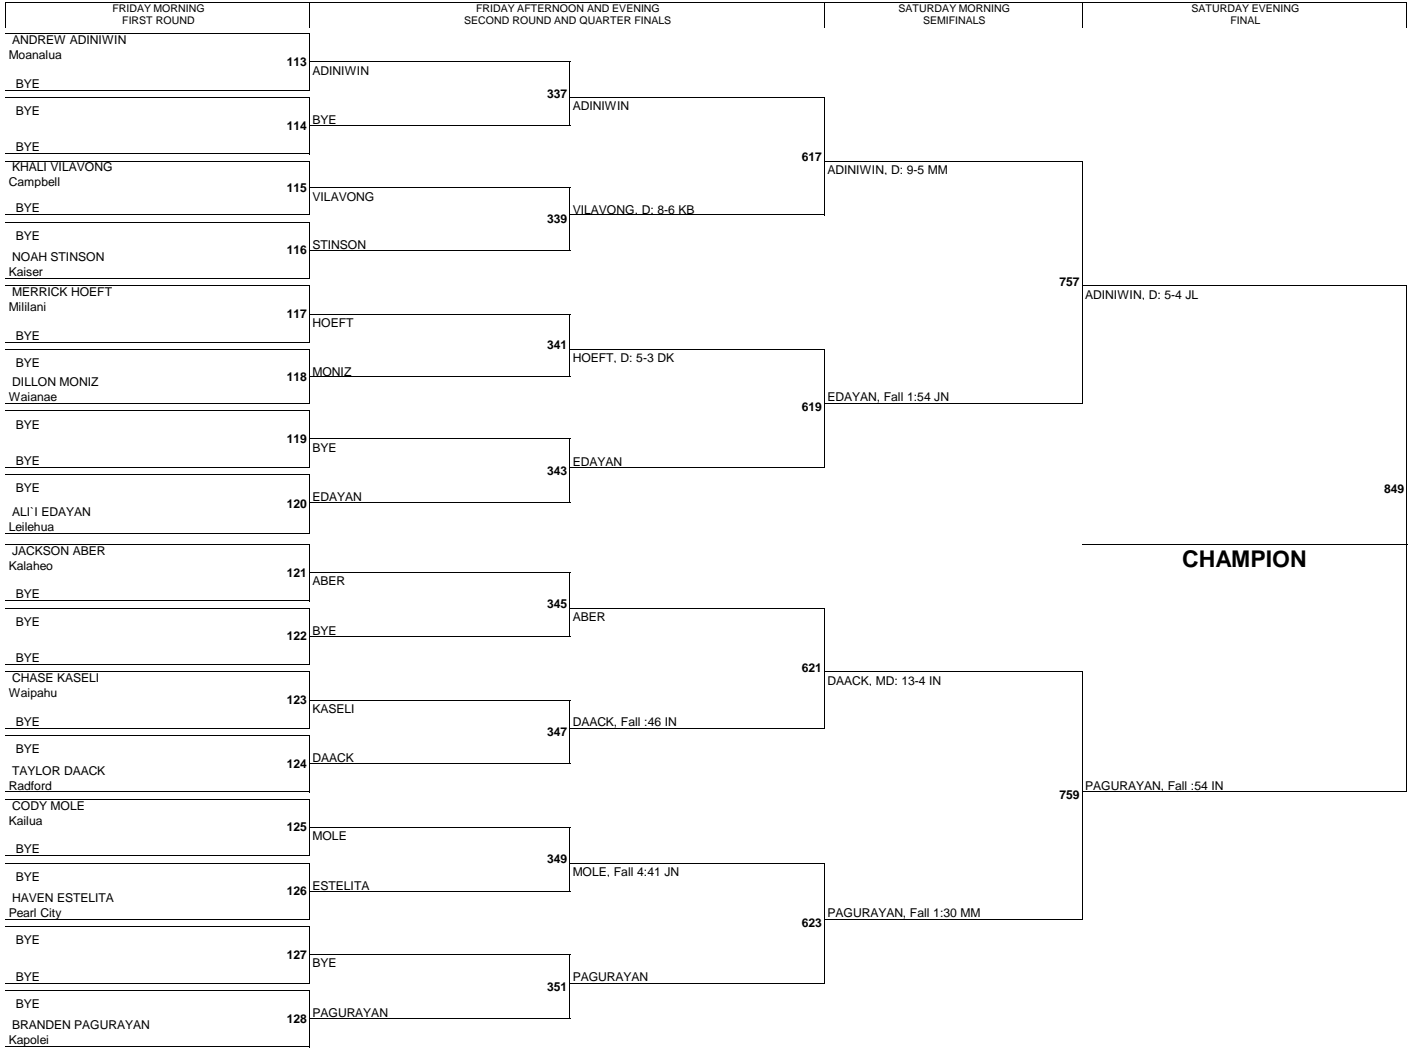 FRIDAY MORNING
FIRST ROUND
FRIDAY AFTERNOON AND EVENING
SECOND ROUND AND QUARTER FINALS
SATURDAY MORNING
SEMIFINALS
SATURDAY EVENING
FINAL
ANDREW ADINIWIN
Moanalua
113
BYE
BYE
114
BYE
KHALI VILAVONG
Campbell
115
BYE
BYE
116
NOAH STINSON
Kaiser
MERRICK HOEFT
Mililani
117
BYE
BYE
118
DILLON MONIZ
Waianae
BYE
119
BYE
BYE
120
ALI`I EDAYAN
Leilehua
JACKSON ABER
Kalaheo
121
BYE
BYE
122
BYE
CHASE KASELI
Waipahu
123
BYE
BYE
124
TAYLOR DAACK
Radford
CODY MOLE
Kailua
125
BYE
BYE
126
HAVEN ESTELITA
Pearl City
BYE
127
BYE
BYE
128
BRANDEN PAGURAYAN
Kapolei
ADINIWIN
337
BYE
VILAVONG
339
STINSON
HOEFT
341
MONIZ
BYE
343
EDAYAN
ABER
345
BYE
KASELI
347
DAACK
MOLE
349
ESTELITA
BYE
351
PAGURAYAN
ADINIWIN
617
VILAVONG, D: 8-6 KB
HOEFT, D: 5-3 DK
619
EDAYAN
ABER
621
DAACK, Fall :46 IN
MOLE, Fall 4:41 JN
623
PAGURAYAN
ADINIWIN, D: 9-5 MM
757
EDAYAN, Fall 1:54 JN
DAACK, MD: 13-4 IN
759
PAGURAYAN, Fall 1:30 MM
ADINIWIN, D: 5-4 JL
849
CHAMPION
PAGURAYAN, Fall :54 IN